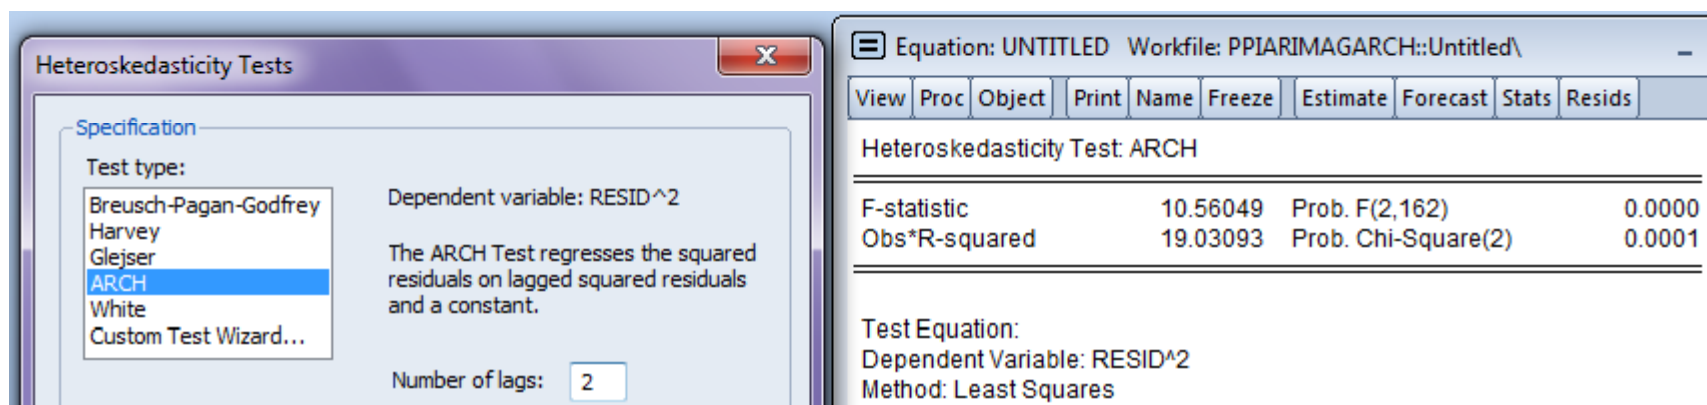 Heteroskedasticity Tests
Specification
Test type:
Breusch-Pagan-Godfrey
Harvey
Glejser
ARCH
White
Custom Test Wizard...
Dependent variable: RESID^2
The ARCH Test regresses the squared
residuals on lagged squared residuals
and a constant.
Number of lags: 2
Equation: UNTITLED Workfile: PPIARIMAGARCH::Untitled\
View Proc Object Print Name Freeze Estimate Forecast Stats Resids
Heteroskedasticity Test: ARCH
F-statistic 10.56049 Prob. F(2,162) 0.0000
Obs*R-squared 19.03093 Prob. Chi-Square(2) 0.0001
Test Equation:
Dependent Variable: RESID^2
Method: Least Squares